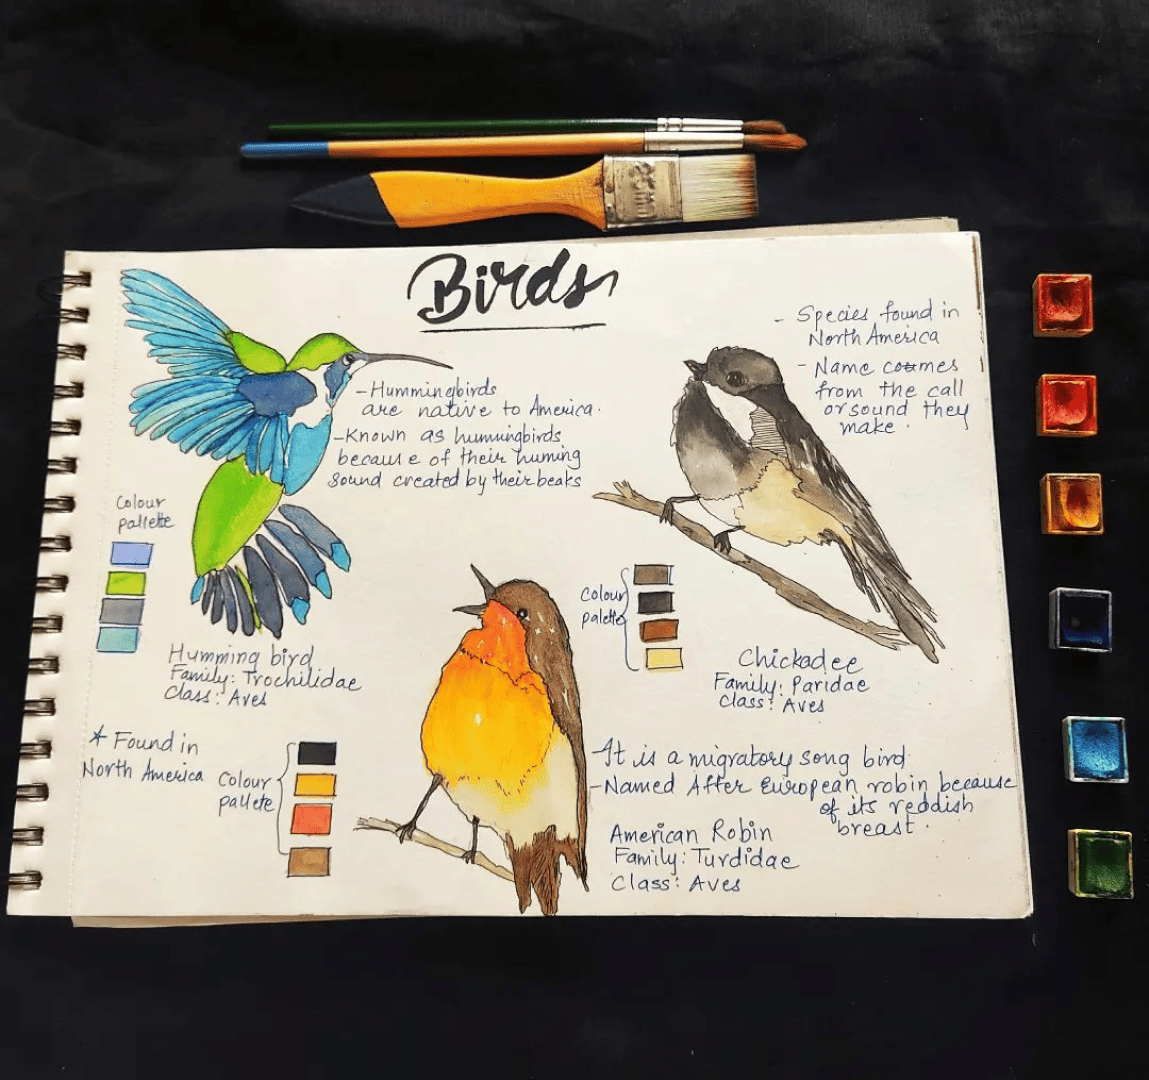 Birds
- Hummingbirds
are native to America.
- Known as hummingbirds
because of their huming
sound created by their beaks
Colour
pallette
Humming bird
Family: Trochilidae
Class: Aves
- Species found in
North America
- Name comes
from the call
or sound they
make.
Colour
palette
Chickadee
Family: Paridae
Class: Aves
* Found in
North America
Colour
pallete
- It is a migratory song bird
- Named After European robin because
of its reddish
breast.
American Robin
Family: Turdidae
Class: Aves